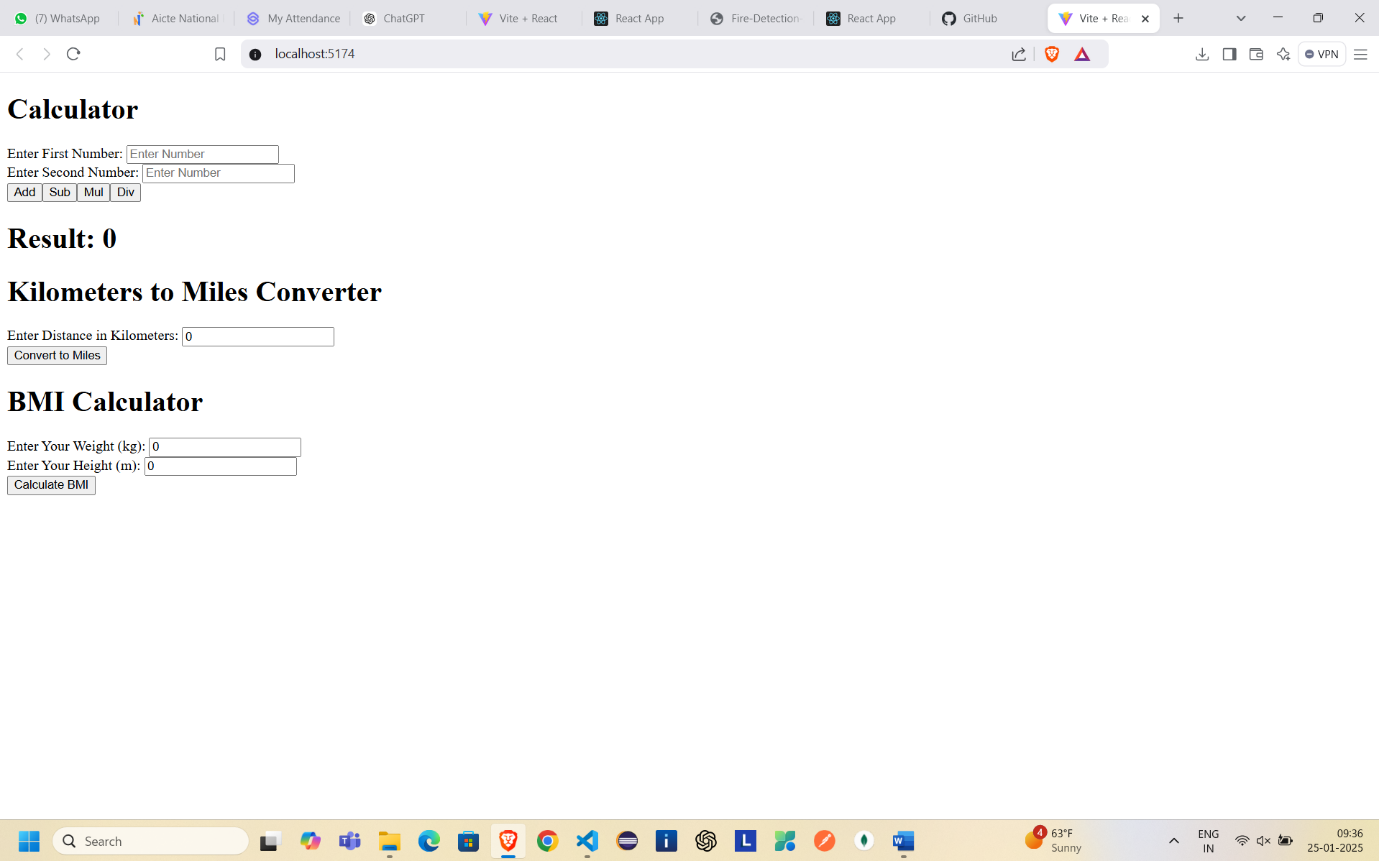 (7) WhatsApp Aicte National My Attendance ChatGPT Vite + React React App Fire-Detection- React App GitHub Vite + Rea
localhost:5174 VPN
Calculator
Enter First Number: Enter Number
Enter Second Number: Enter Number
Add Sub Mul Div
Result: 0
Kilometers to Miles Converter
Enter Distance in Kilometers: 0
Convert to Miles
BMI Calculator
Enter Your Weight (kg): 0
Enter Your Height (m): 0
Calculate BMI
Search i L W 4 63°F Sunny ENG IN 09:36 25-01-2025